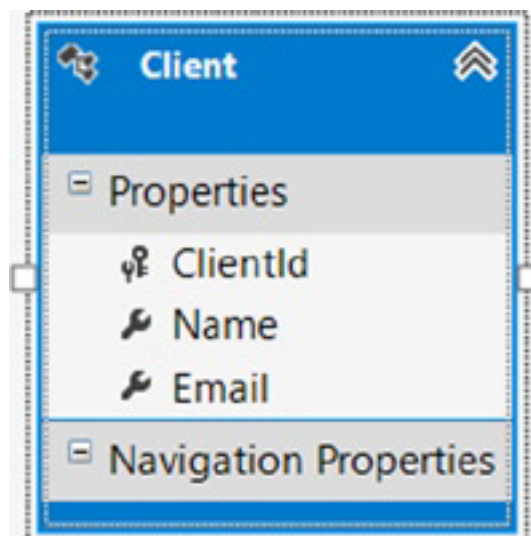 Client
Properties
ClientId
Name
Email
Navigation Properties